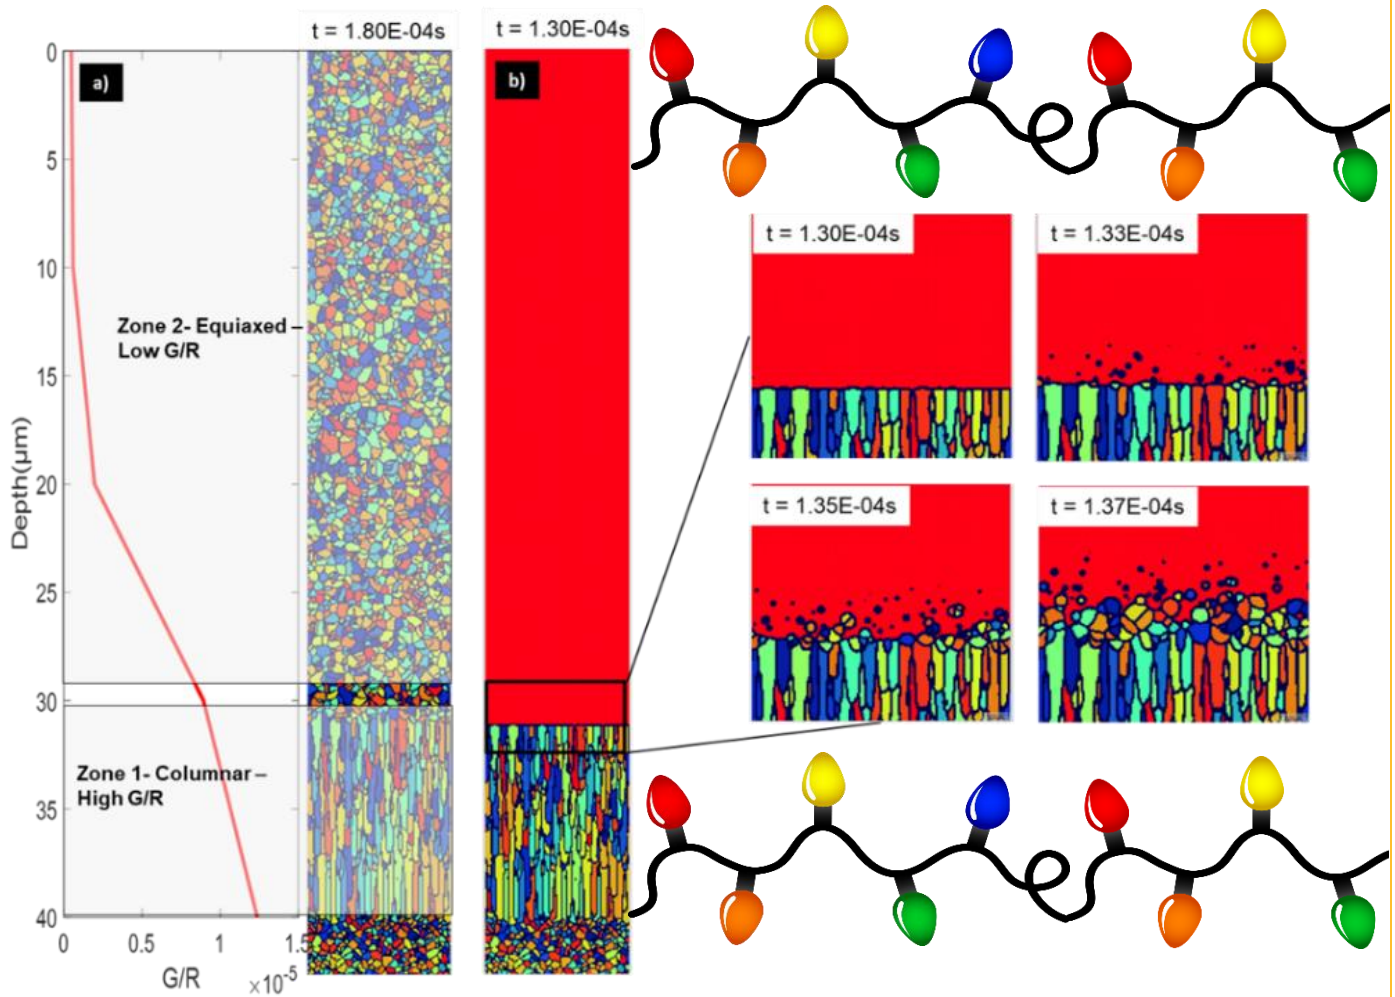 t = 1.80E-04s
t = 1.30E-04s
a)
b)
0
5
10
15
20
25
30
35
40
Depth(μm)
Zone 2- Equiaxed –
Low G/R
Zone 1- Columnar –
High G/R
0
0.5
1
1.5
G/R
×10-5
t = 1.30E-04s
t = 1.33E-04s
t = 1.35E-04s
t = 1.37E-04s